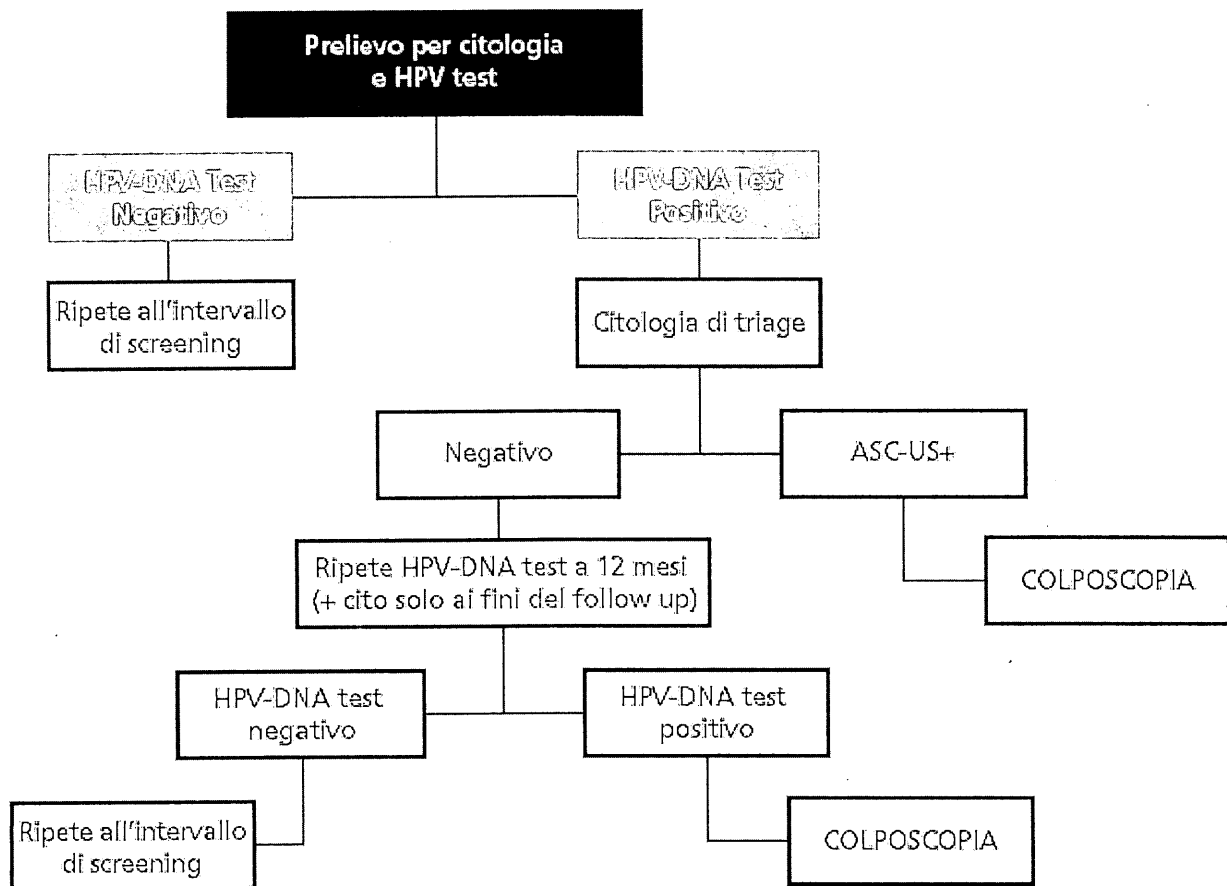 Prelievo per citologia
e HPV test
HPV-DNA Test
Negativo
HPV-DNA Test
Positivo
Ripete all'intervallo
di screening
Citologia di triage
Negativo
ASC-US+
Ripete HPV-DNA test a 12 mesi
(+ cito solo ai fini del follow up)
COLPOSCOPIA
HPV-DNA test
negativo
HPV-DNA test
positivo
Ripete all'intervallo
di screening
COLPOSCOPIA